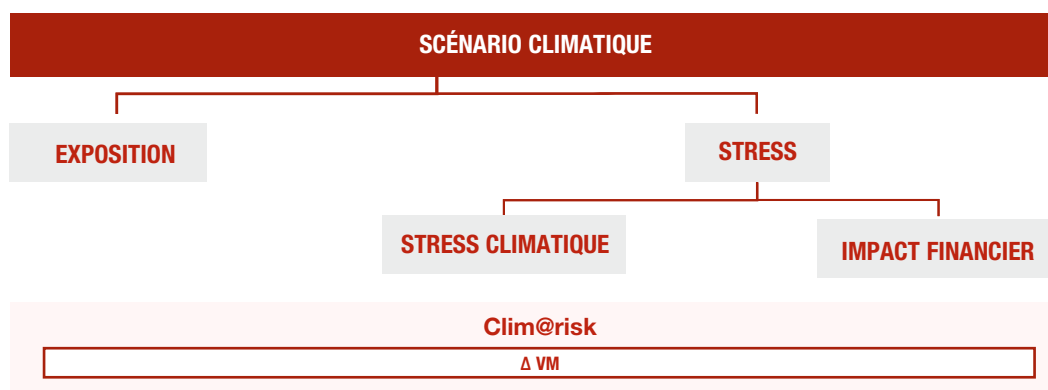 SCÉNARIO CLIMATIQUE
EXPOSITION
STRESS
STRESS CLIMATIQUE
IMPACT FINANCIER
Clim@risk
Δ VM